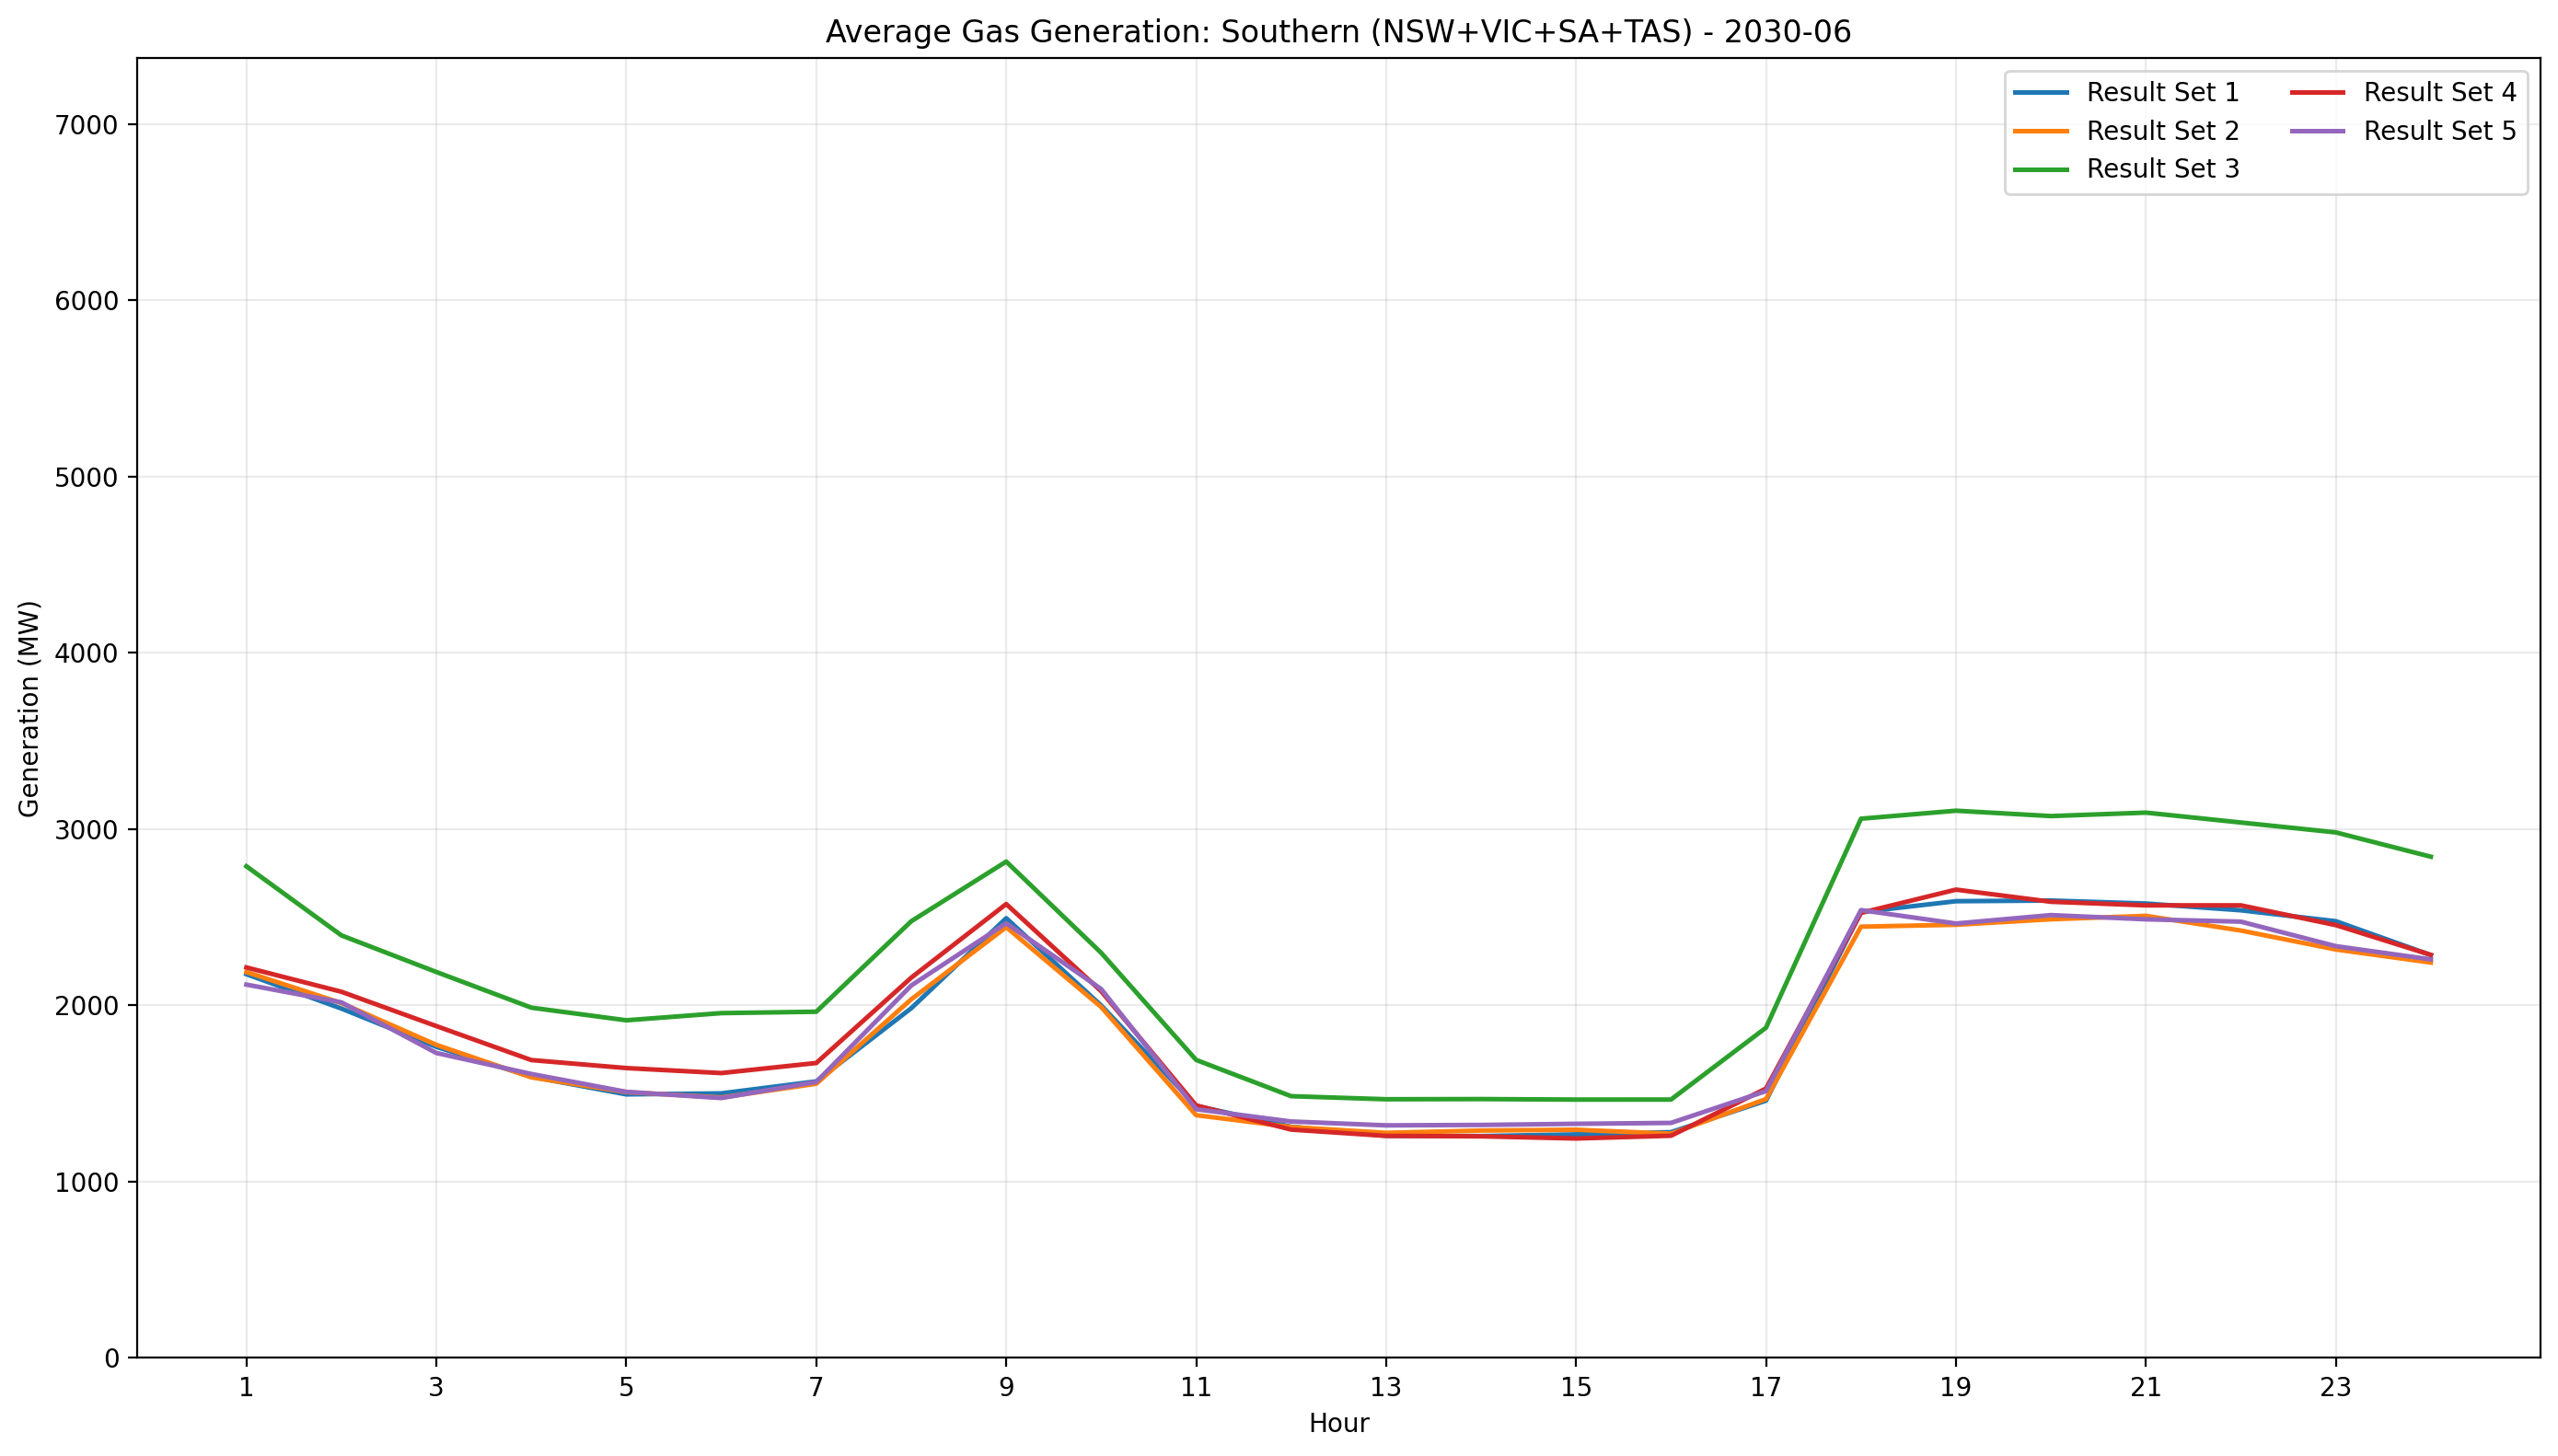 Average Gas Generation: Southern (NSW+VIC+SA+TAS) - 2030-06
Result Set 1
Result Set 2
Result Set 3
Result Set 4
Result Set 5
7000
6000
5000
4000
3000
2000
1000
0
Generation (MW)
1 3 5 7 9 11 13 15 17 19 21 23
Hour